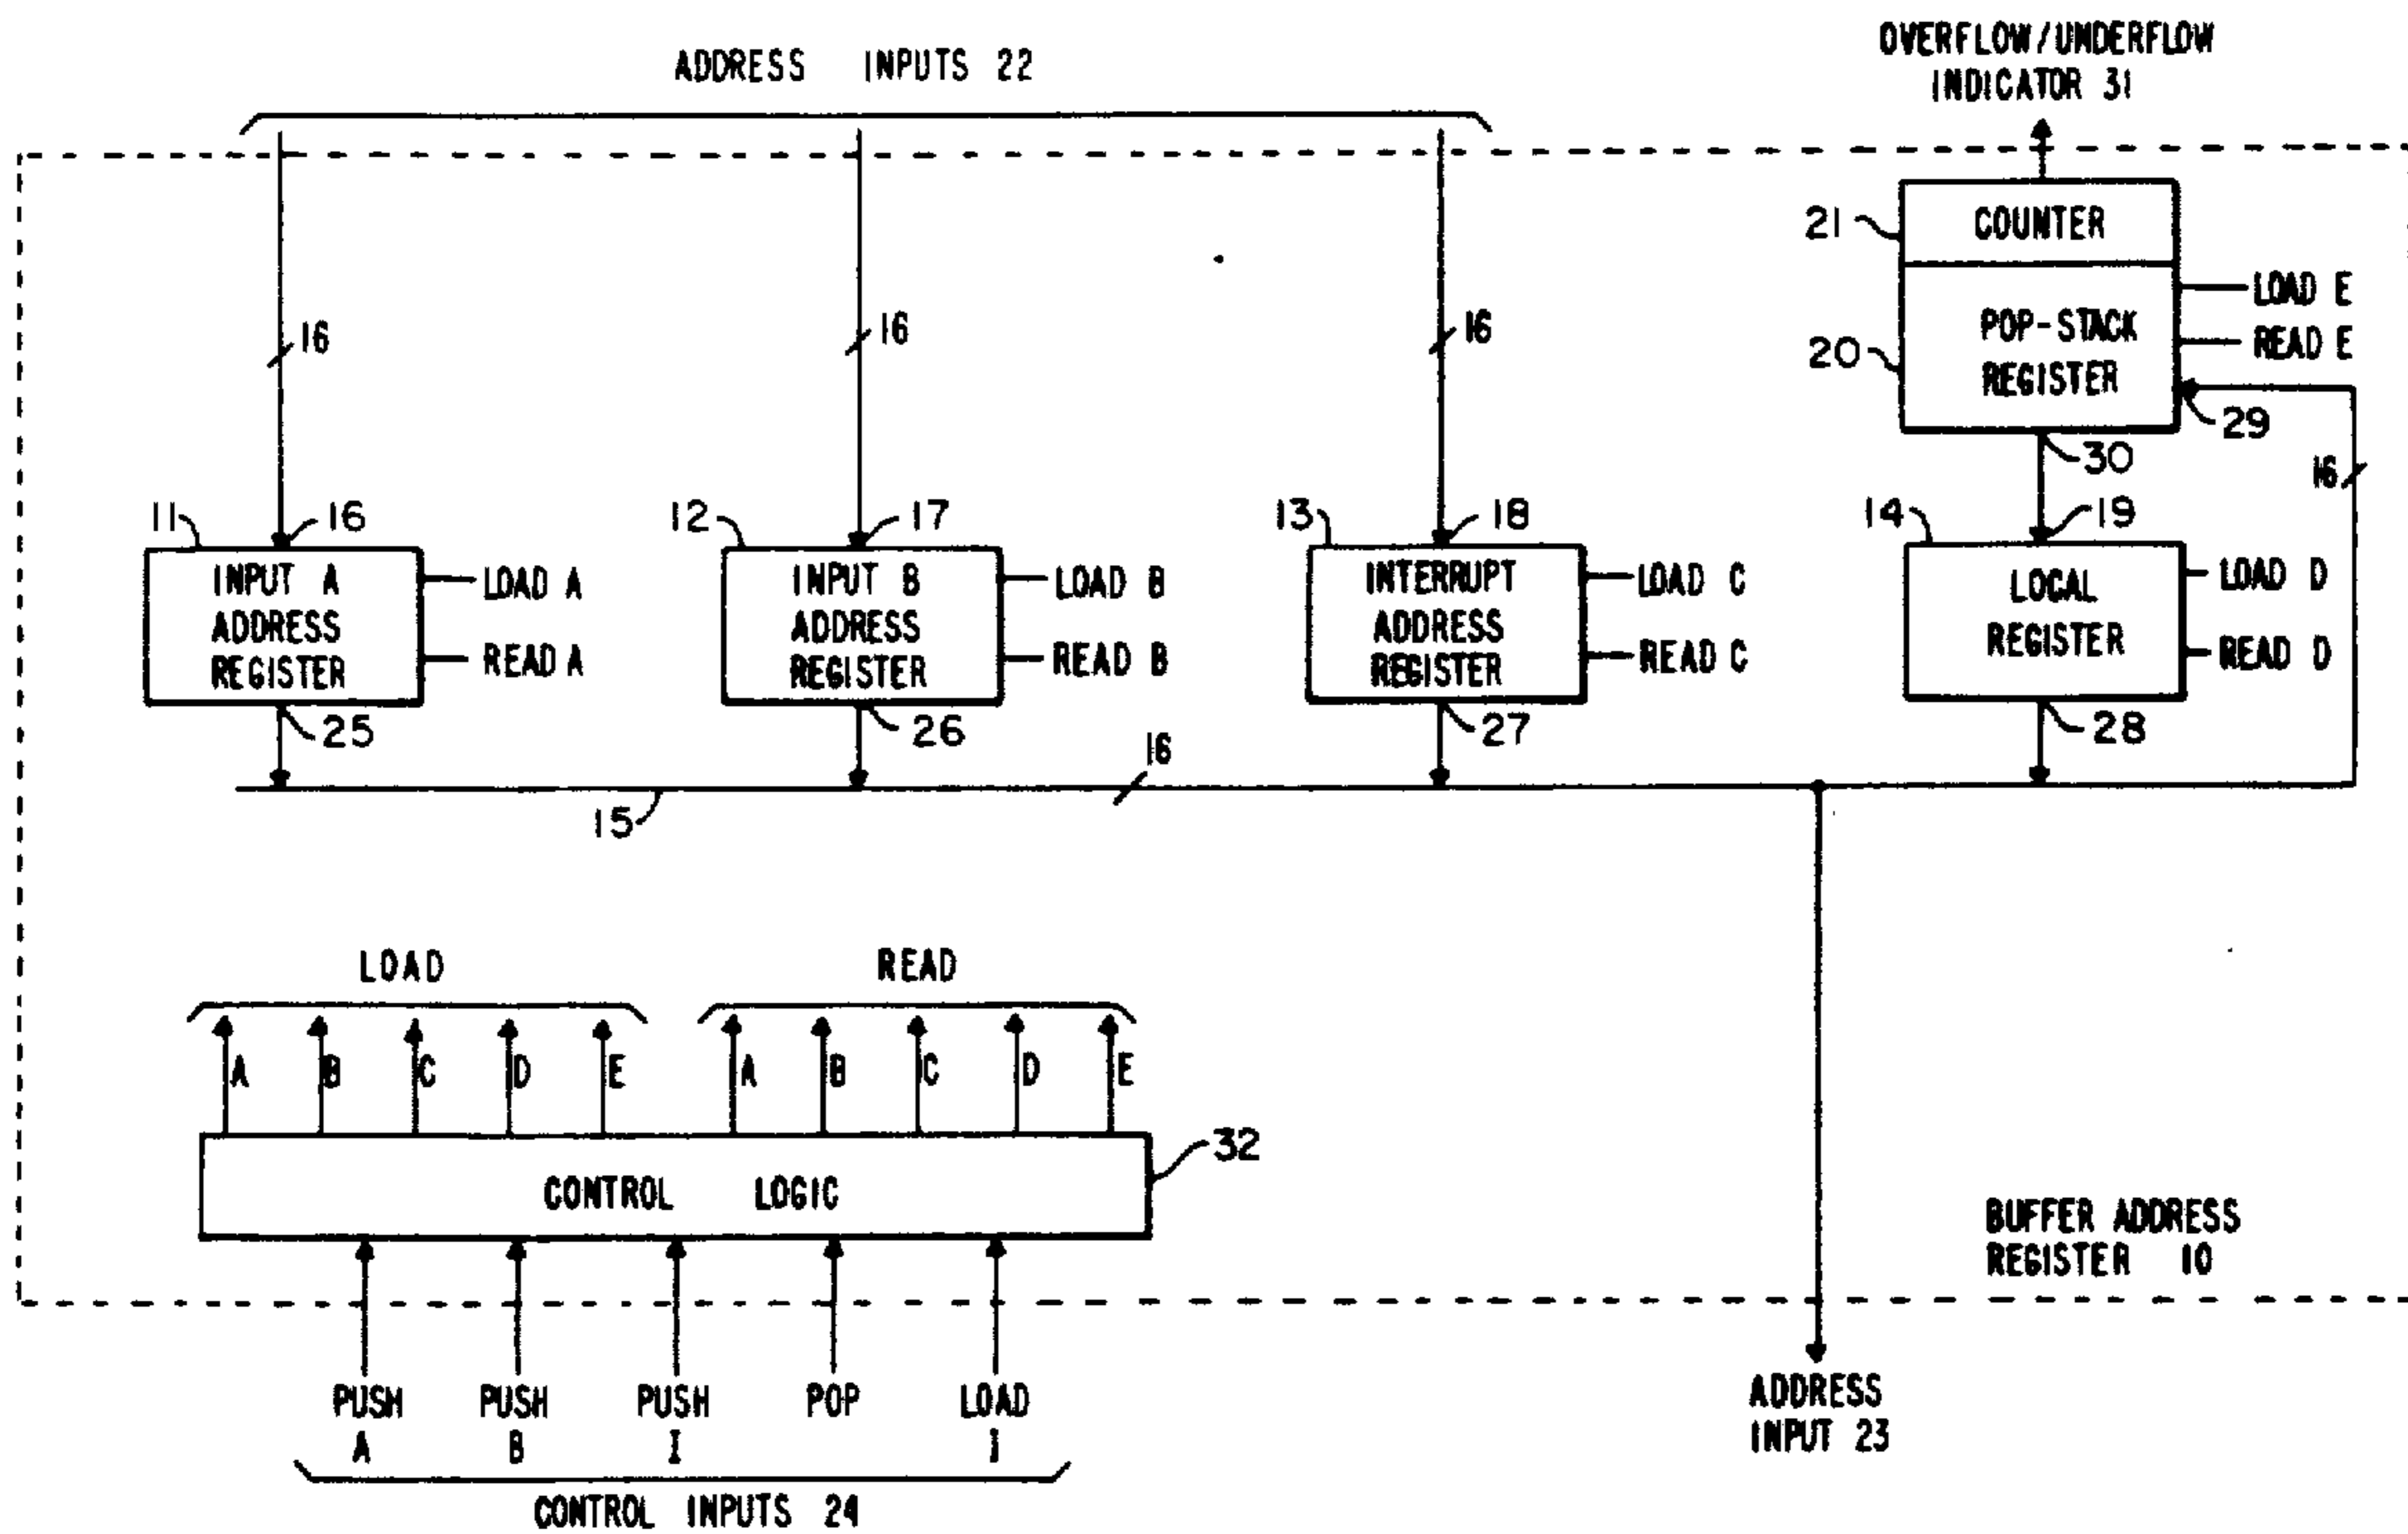 ADDRESS INPUTS 22
OVERFLOW/UNDERFLOW
INDICATOR 31
21
COUNTER
LOAD E
POP-STACK
REGISTER
READ E
20
29
30
16
16
16
16
11
16
12
17
13
18
14
19
INPUT A
ADDRESS
REGISTER
LOAD A
READ A
INPUT B
ADDRESS
REGISTER
LOAD B
READ B
INTERRUPT
ADDRESS
REGISTER
LOAD C
READ C
LOCAL
REGISTER
LOAD D
READ D
25
26
27
28
16
15
LOAD
READ
A B C D E
A B C D E
CONTROL LOGIC
32
BUFFER ADDRESS
REGISTER 10
PUSH
A
PUSH
B
PUSH
I
POP
LOAD
I
CONTROL INPUTS 24
ADDRESS
INPUT 23